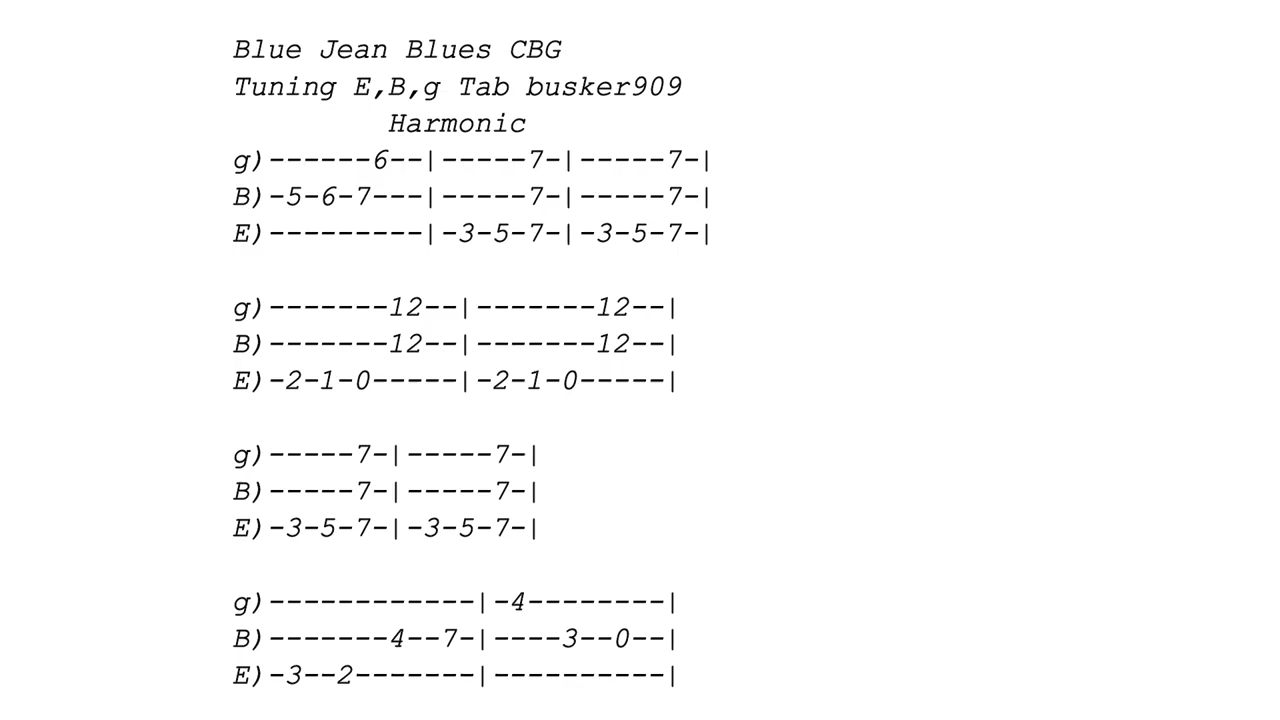 Blue Jean Blues CBG
Tuning E,B,g Tab busker909
         Harmonic
g)------6--|-----7-|-----7-|
B)-5-6-7---|-----7-|-----7-|
E)---------|-3-5-7-|-3-5-7-|

g)-------12--|-------12--|
B)-------12--|-------12--|
E)-2-1-0-----|-2-1-0-----|

g)-----7-|-----7-|
B)-----7-|-----7-|
E)-3-5-7-|-3-5-7-|

g)------------|-4--------|
B)-------4--7-|----3--0--|
E)-3--2-------|----------|